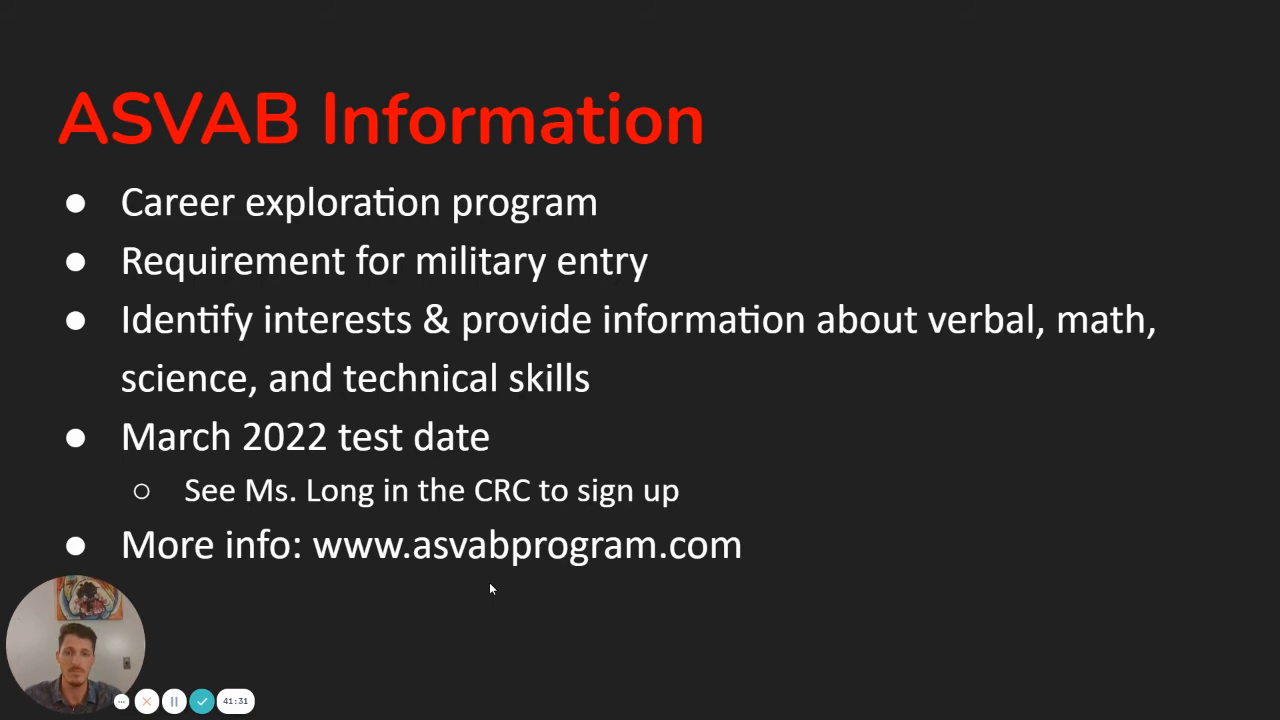 ASVAB Information
● Career exploration program
● Requirement for military entry
● Identify interests & provide information about verbal, math,
science, and technical skills
● March 2022 test date
○ See Ms. Long in the CRC to sign up
● More info: www.asvabprogram.com
41:31